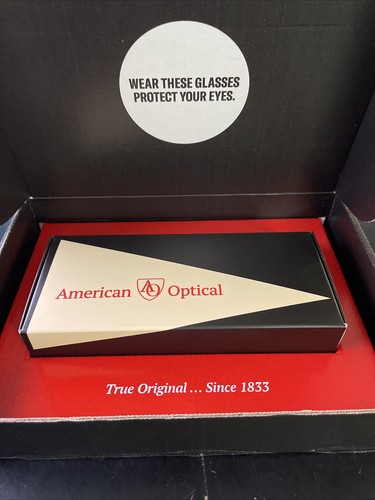 WEAR THESE GLASSES
PROTECT YOUR EYES.
American AO Optical
True Original ... Since 1833